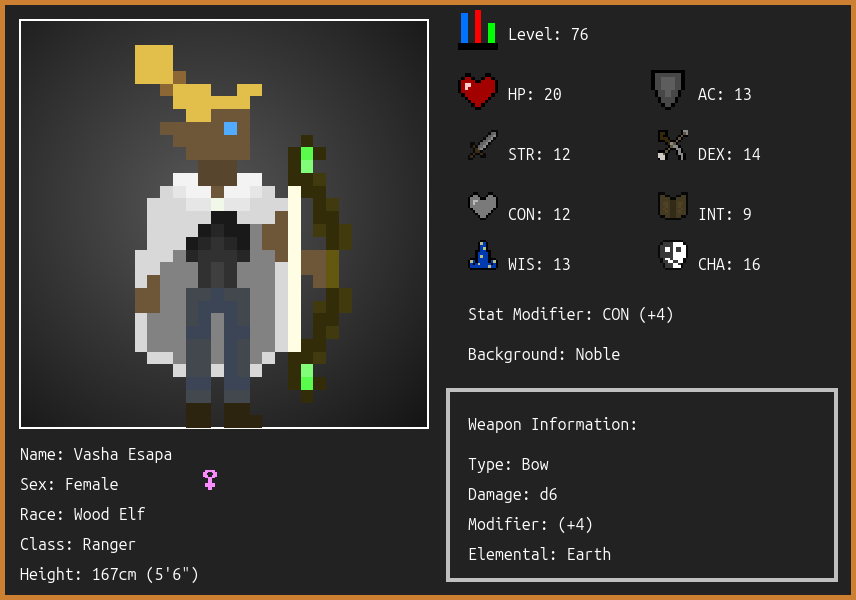 Level: 76
HP: 20
AC: 13
STR: 12
DEX: 14
CON: 12
INT: 9
WIS: 13
CHA: 16
Stat Modifier: CON (+4)
Background: Noble
Weapon Information:
Type: Bow
Damage: d6
Modifier: (+4)
Elemental: Earth
Name: Vasha Esapa
Sex: Female
Race: Wood Elf
Class: Ranger
Height: 167cm (5'6")